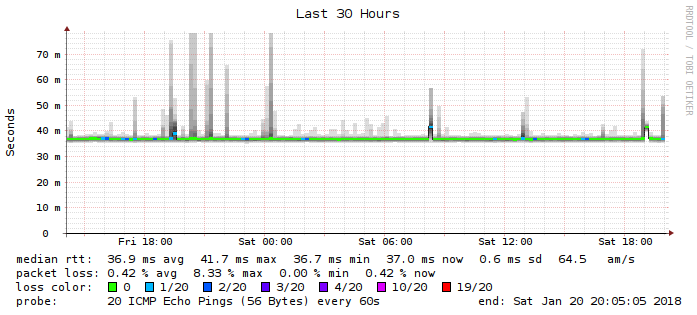 Last 30 Hours
RRDTOOL / TOBI OETIKER
Seconds
70 m
60 m
50 m
40 m
30 m
20 m
10 m
0
Fri 18:00 Sat 00:00 Sat 06:00 Sat 12:00 Sat 18:00
median rtt: 36.9 ms avg 41.7 ms max 36.7 ms min 37.0 ms now 0.6 ms sd 64.5 am/s
packet loss: 0.42 % avg 8.33 % max 0.00 % min 0.42 % now
loss color: 0 1/20 2/20 3/20 4/20 10/20 19/20
probe: 20 ICMP Echo Pings (56 Bytes) every 60s end: Sat Jan 20 20:05:05 2018